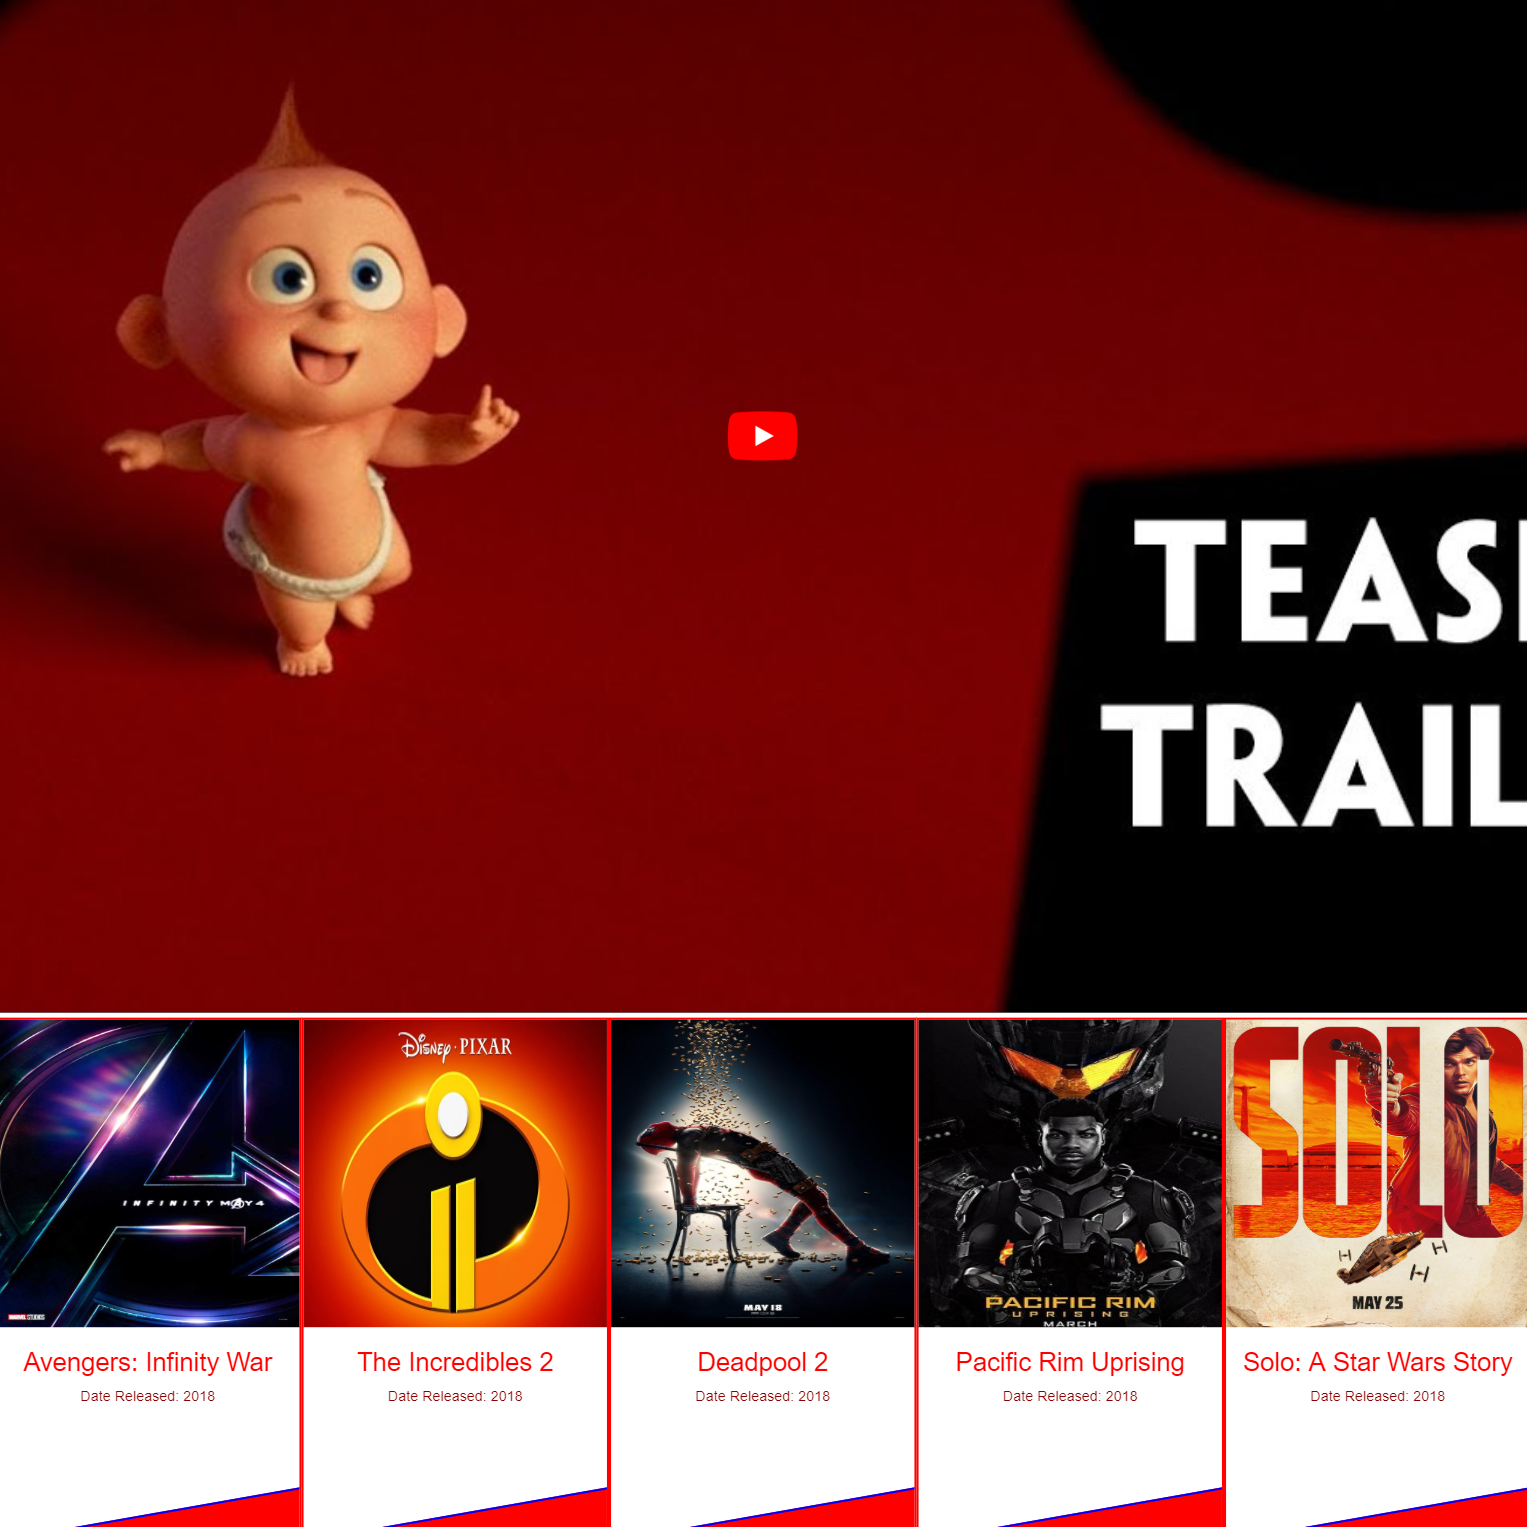 TEAS
TRAIL
DISNEY · PIXAR
INFINITY MAY 4
MARVEL STUDIOS
MAY 18
PACIFIC RIM
UPRISING
MARCH
SOLO
MAY 25
Avengers: Infinity War
The Incredibles 2
Deadpool 2
Pacific Rim Uprising
Solo: A Star Wars Story
Date Released: 2018
Date Released: 2018
Date Released: 2018
Date Released: 2018
Date Released: 2018